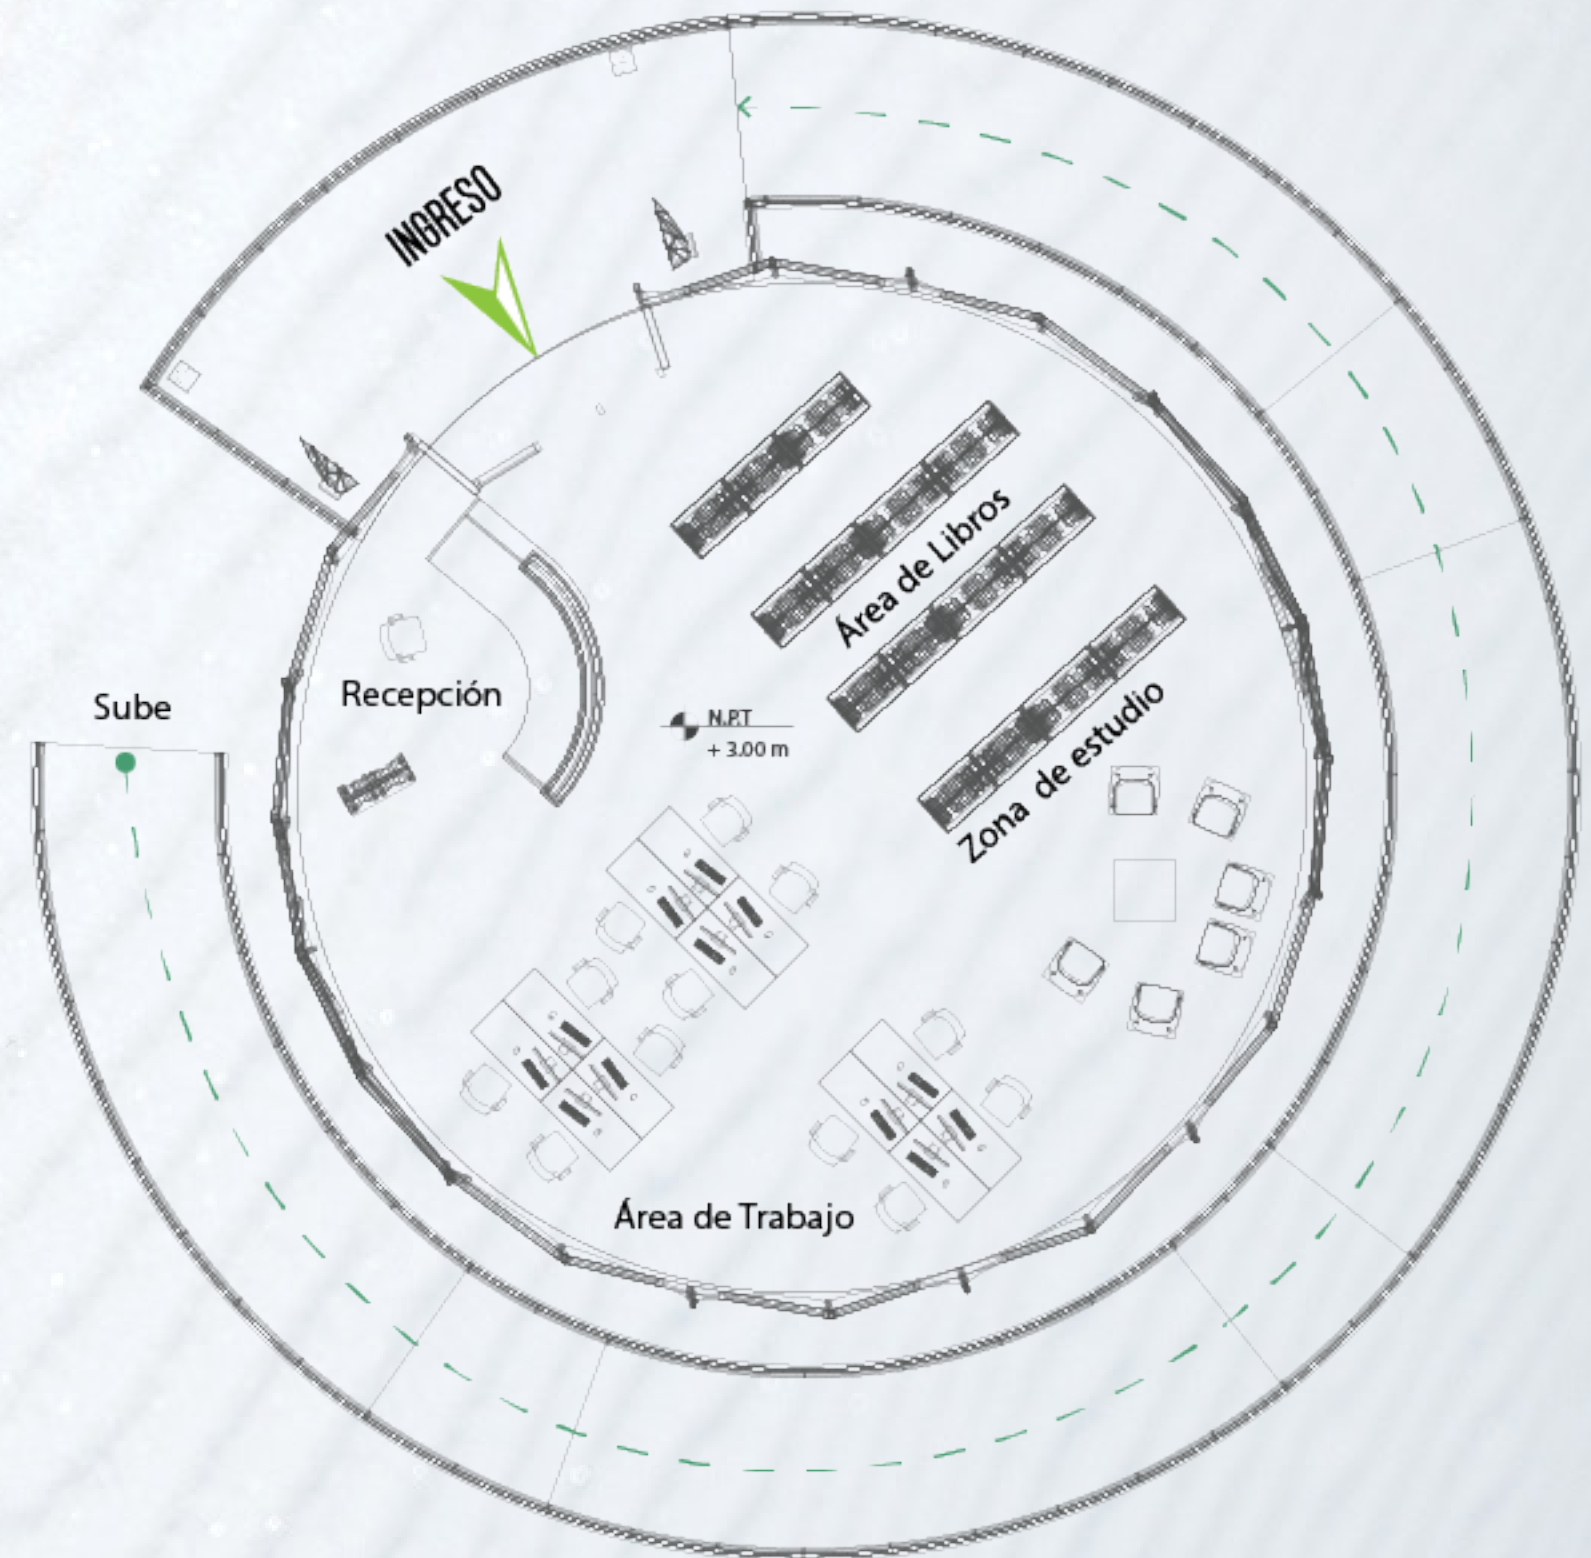 INGRESO
Área de Libros
Sube
Recepción
N.P.T
+ 3.00 m
Zona de estudio
Área de Trabajo